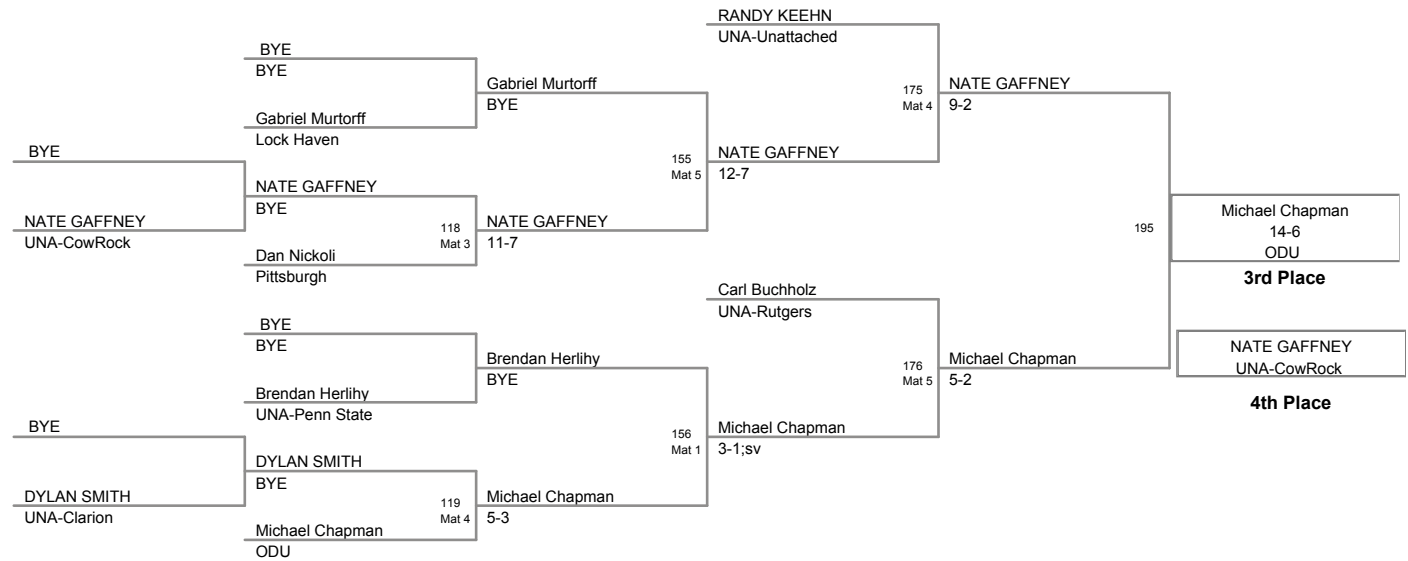 RANDY KEEHN
UNA-Unattached
BYE
BYE
Gabriel Murtorff
BYE
175
Mat 4
NATE GAFFNEY
9-2
Gabriel Murtorff
Lock Haven
BYE
155
Mat 5
NATE GAFFNEY
12-7
NATE GAFFNEY
BYE
NATE GAFFNEY
UNA-CowRock
118
Mat 3
NATE GAFFNEY
11-7
Dan Nickoli
Pittsburgh
195
Michael Chapman
14-6
ODU
3rd Place
Carl Buchholz
UNA-Rutgers
BYE
BYE
Brendan Herlihy
BYE
176
Mat 5
Michael Chapman
5-2
NATE GAFFNEY
UNA-CowRock
4th Place
Brendan Herlihy
UNA-Penn State
BYE
156
Mat 1
Michael Chapman
3-1;sv
DYLAN SMITH
BYE
DYLAN SMITH
UNA-Clarion
119
Mat 4
Michael Chapman
5-3
Michael Chapman
ODU